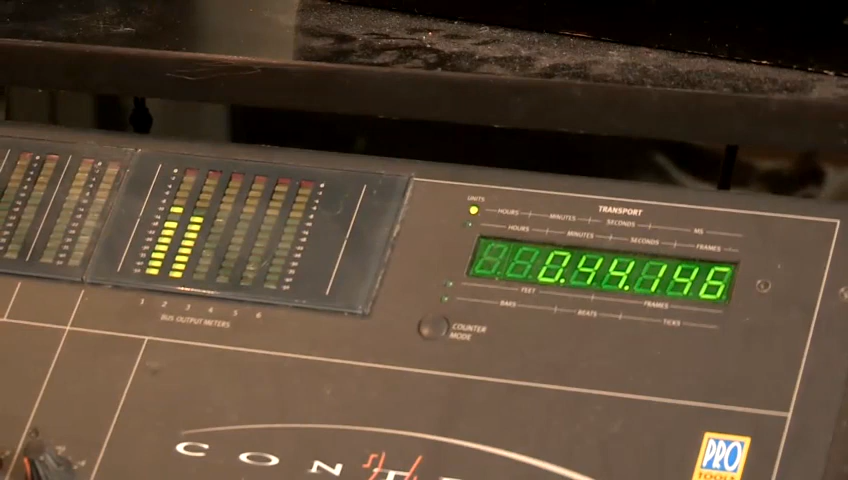 UNITS
TRANSPORT
HOURS MINUTES SECONDS MS
HOURS MINUTES SECONDS FRAMES
0.44.146
FEET FRAMES
BARS BEATS TICKS
COUNTER
MODE
1 2 3 4 5 6
BUS OUTPUT METERS
PRO
TOOLS